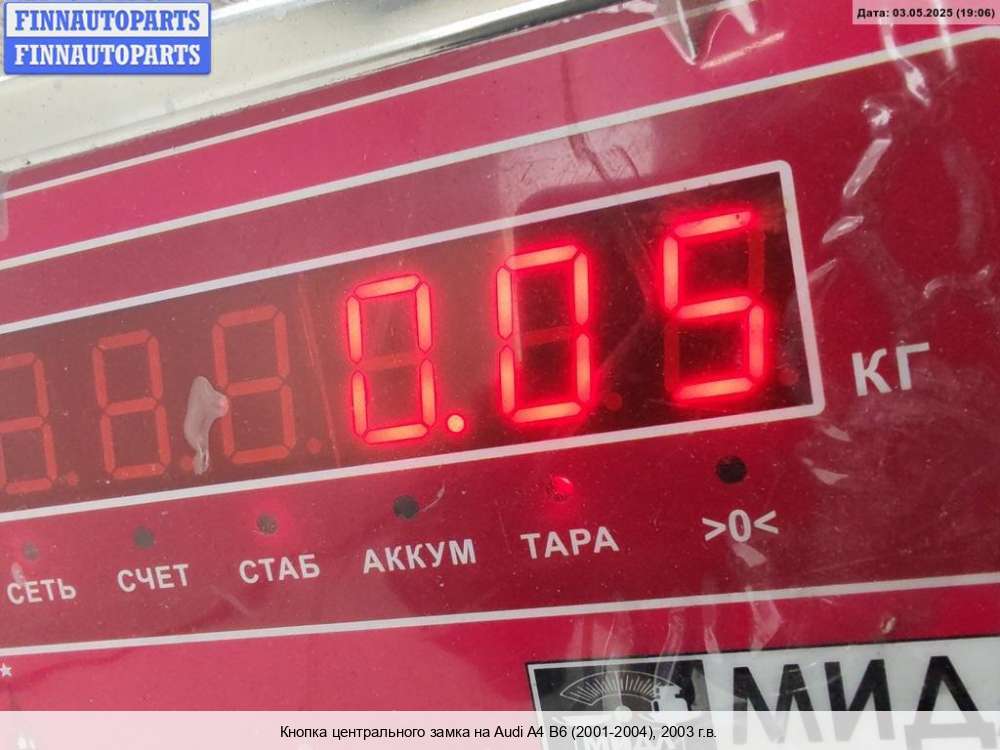 FINNAUTOPARTS
FINNAUTOPARTS
Дата: 03.05.2025 (19:06)
0.05
КГ
СЕТЬ СЧЕТ СТАБ АККУМ ТАРА >0<
МИД
Кнопка центрального замка на Audi A4 B6 (2001-2004), 2003 г.в.